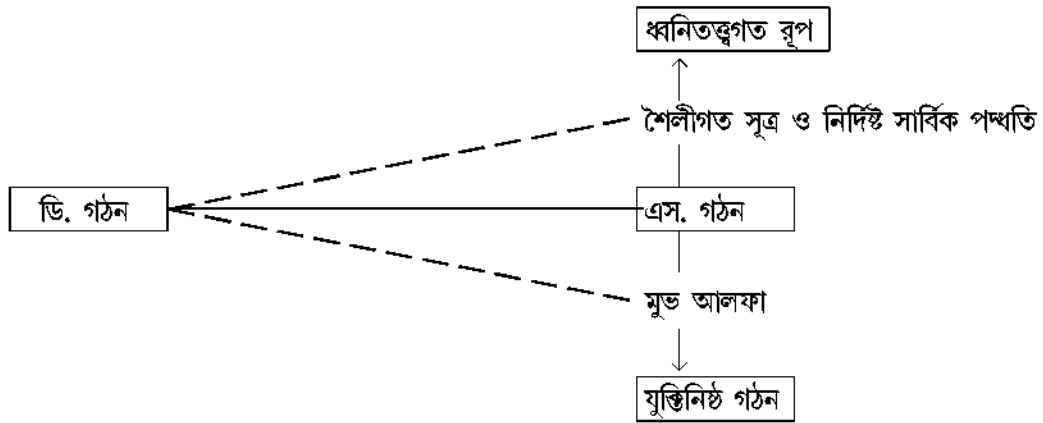 ধ্বনিতত্ত্বগত রূপ
শৈলীগত সূত্র ও নির্দিষ্ট সার্বিক পদ্ধতি
ডি. গঠন
এস. গঠন
মুভ আলফা
যুক্তিনিষ্ঠ গঠন